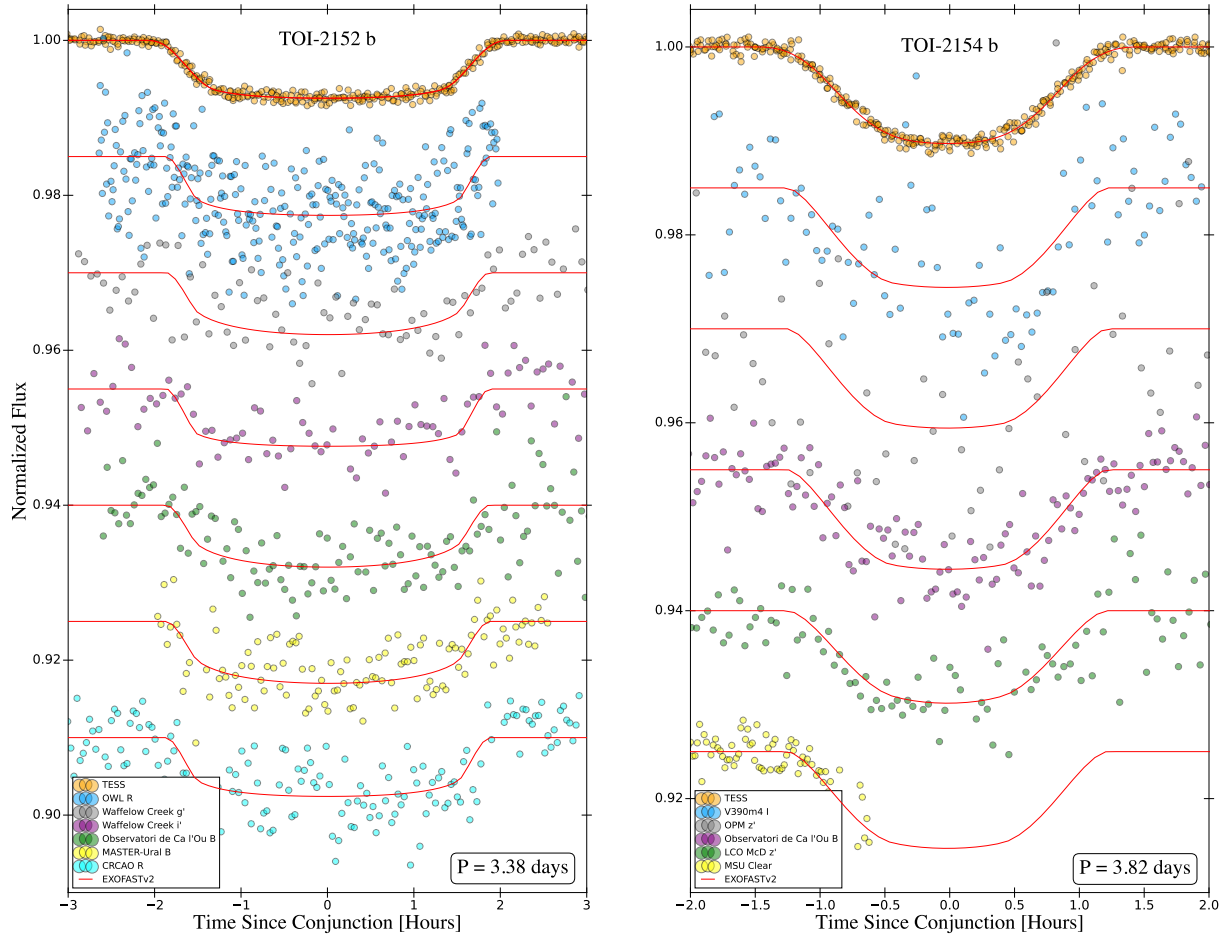 TOI-2152 b
1.00
0.98
0.96
0.94
0.92
0.90
Normalized Flux
TESS
OWL R
Waffelow Creek g'
Waffelow Creek i'
Observatori de Ca l'Ou B
MASTER-Ural B
CRCAO R
EXOFASTv2
P = 3.38 days
−3
−2
−1
0
1
2
3
Time Since Conjunction [Hours]
TOI-2154 b
1.00
0.98
0.96
0.94
0.92
TESS
V390m4 I
OPM z'
Observatori de Ca l'Ou B
LCO McD z'
MSU Clear
EXOFASTv2
P = 3.82 days
−2.0
−1.5
−1.0
−0.5
0.0
0.5
1.0
1.5
2.0
Time Since Conjunction [Hours]